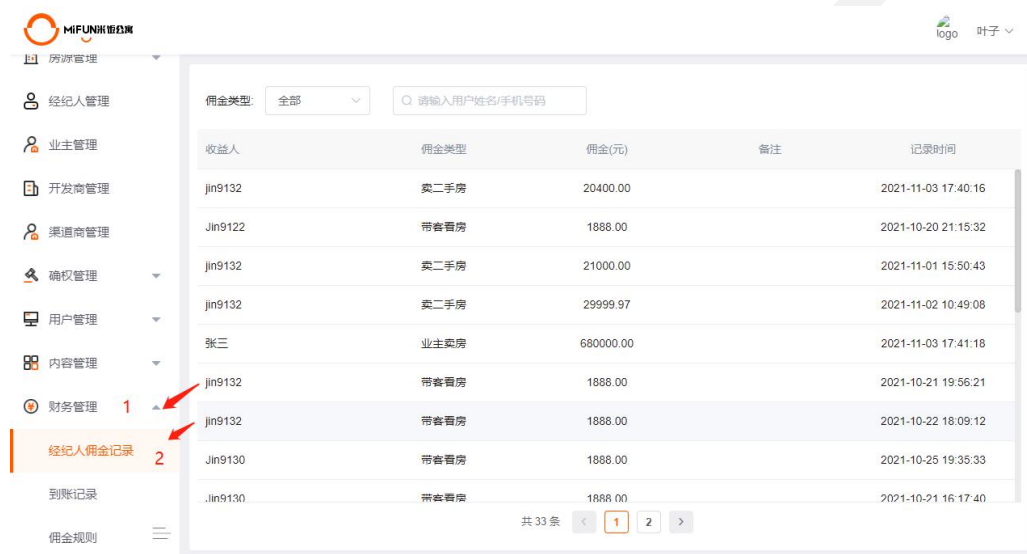 MiFUN米饭公寓
logo 叶子
房源管理
经纪人管理
业主管理
开发商管理
渠道商管理
确权管理
用户管理
内容管理
财务管理 1
经纪人佣金记录 2
到账记录
佣金规则
佣金类型: 全部 请输入用户姓名/手机号码
收益人 佣金类型 佣金(元) 备注 记录时间
jin9132 卖二手房 20400.00 2021-11-03 17:40:16
Jin9122 带客看房 1888.00 2021-10-20 21:15:32
jin9132 卖二手房 21000.00 2021-11-01 15:50:43
jin9132 卖二手房 29999.97 2021-11-02 10:49:08
张三 业主卖房 680000.00 2021-11-03 17:41:18
jin9132 带客看房 1888.00 2021-10-21 19:56:21
jin9132 带客看房 1888.00 2021-10-22 18:09:12
Jin9130 带客看房 1888.00 2021-10-25 19:35:33
Jin9130 带客看房 1888.00 2021-10-21 16:17:40
共 33 条 < 1 2 >